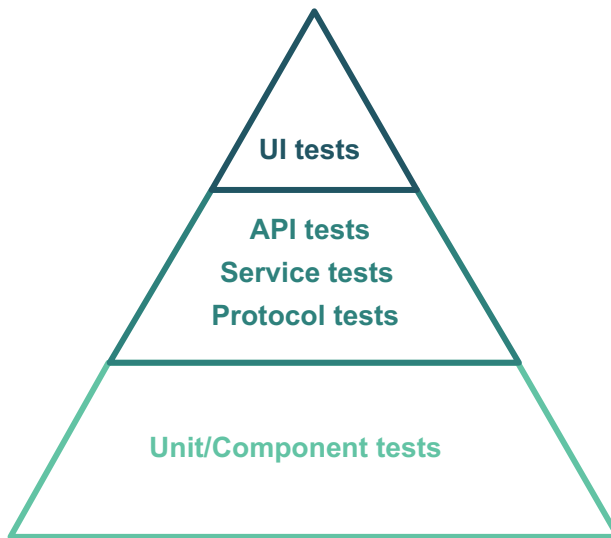 UI tests
API tests
Service tests
Protocol tests
Unit/Component tests